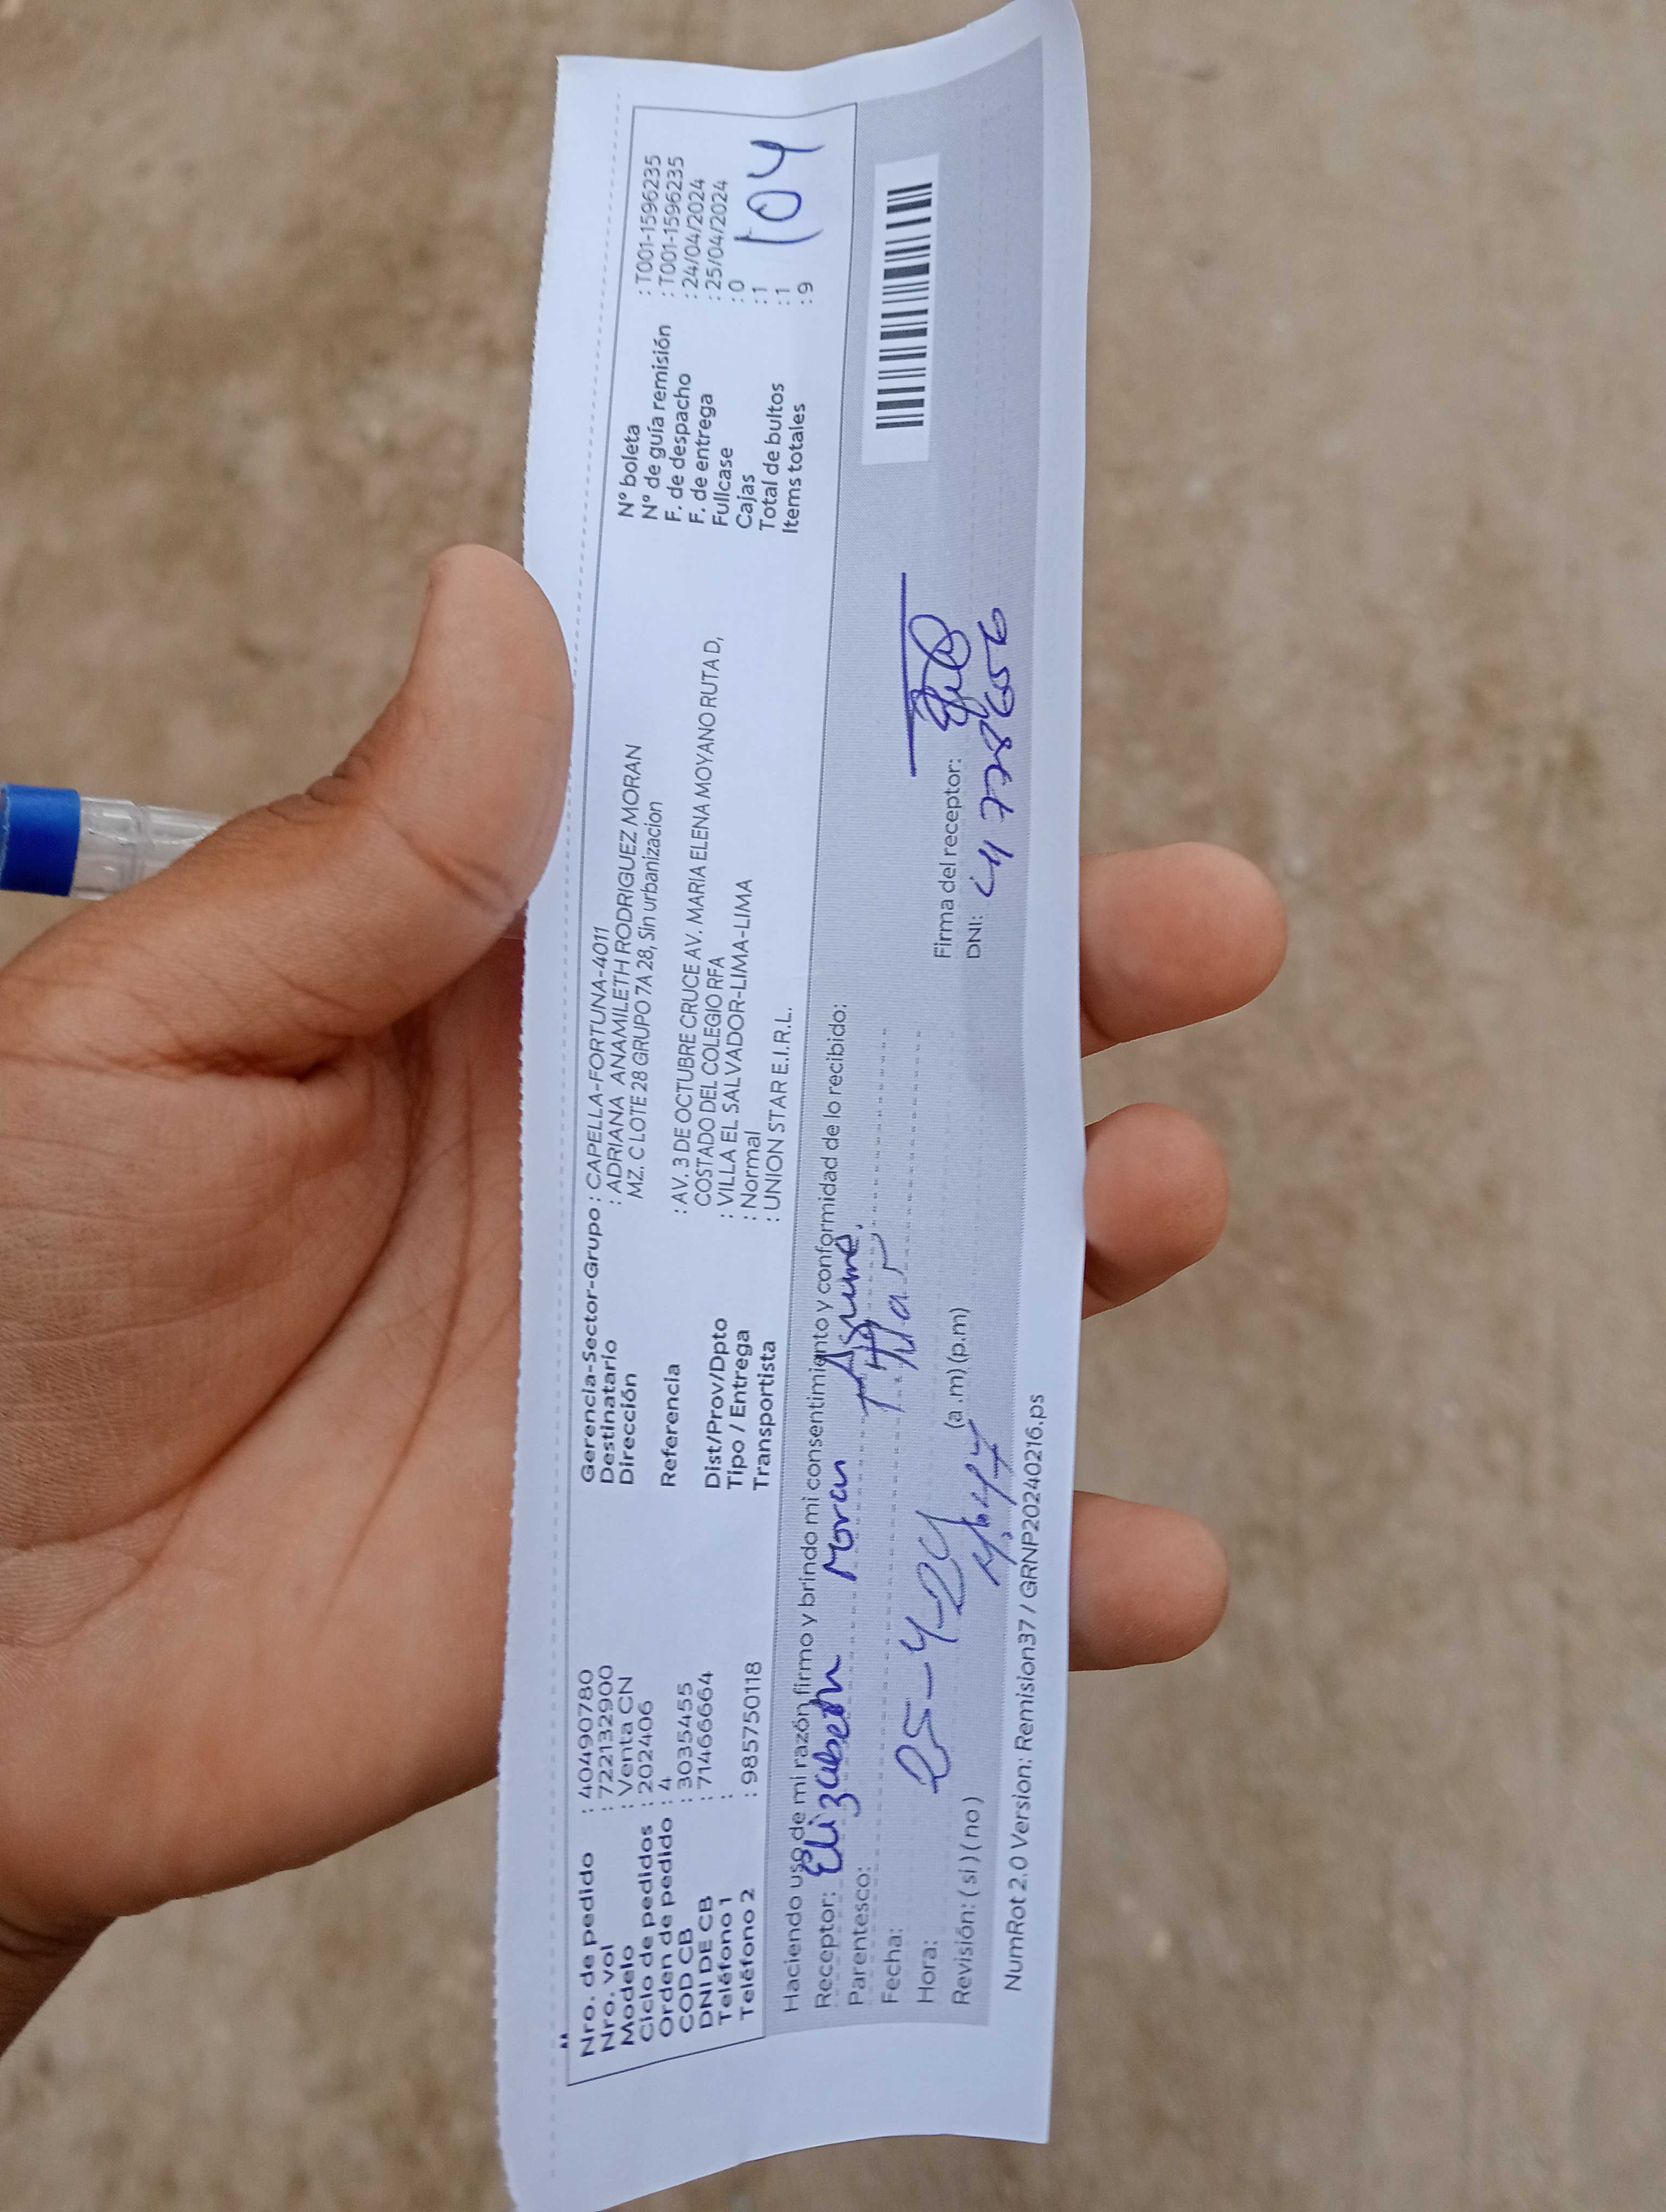 Nro. de pedido : 40490780
Nro. vol : 722132900
Modelo : Venta CN
Ciclo de pedidos : 202406
Orden de pedido : 4
COD CB : 3035455
DNI DE CB : 71466664
Teléfono 1 :
Teléfono 2 : 985750118
Gerencia-Sector-Grupo : CAPELLA-FORTUNA-4011
Destinatario : ADRIANA ANAMILETH RODRIGUEZ MORAN
Dirección MZ. C LOTE 28 GRUPO 7A 28, Sin urbanizacion
Referencia : AV. 3 DE OCTUBRE CRUCE AV. MARIA ELENA MOYANO RUTA D,
COSTADO DEL COLEGIO RFA
Dist/Prov/Dpto : VILLA EL SALVADOR-LIMA-LIMA
Tipo / Entrega : Normal
Transportista : UNION STAR E.I.R.L.
N° boleta : T001-1596235
N° de guía remisión : T001-1596235
F. de despacho : 24/04/2024
F. de entrega : 25/04/2024
Fullcase : 0
Cajas : 1
Total de bultos : 1
Items totales : 9
104
Haciendo uso de mi razón firmo y brindo mi consentimiento y conformidad de lo recibido:
Receptor: Elizabeth Moran
Parentesco:
Fecha: 25-4-24
Hora: (a.m) (p.m)
Revisión: ( si ) ( no )
Firma del receptor:
DNI:
NumRot 2.0 Version: Remision37 / GRNP20240216.ps